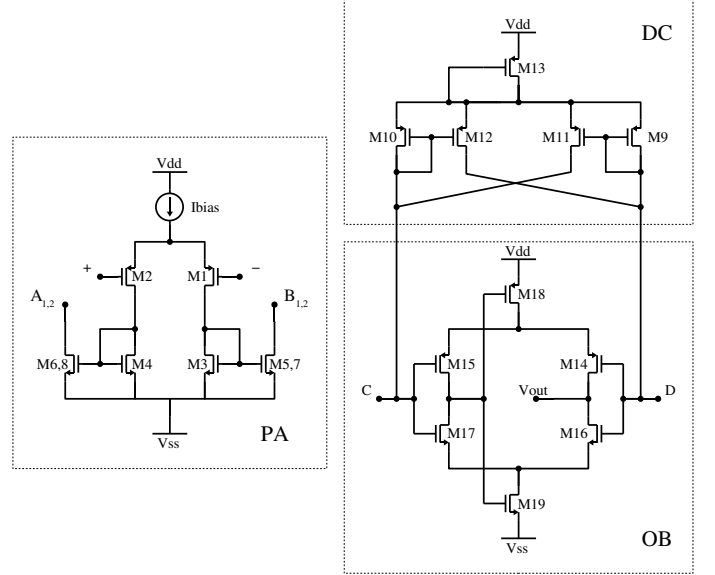 Vdd
DC
M13
M10
M12
M11
M9
Vdd
Ibias
+
M2
M1
−
A1,2
B1,2
M6,8
M4
M3
M5,7
Vss
PA
Vdd
M18
M15
M14
C
Vout
D
M17
M16
M19
Vss
OB